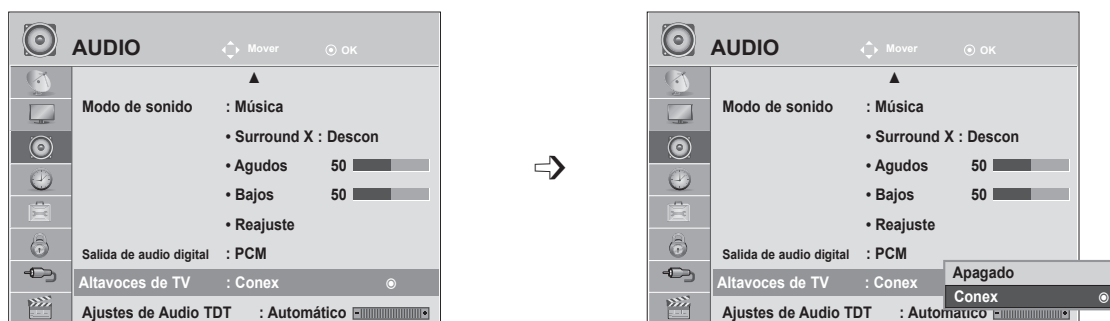 AUDIO Mover OK
Modo de sonido : Música
• Surround X : Descon
• Agudos 50
• Bajos 50
• Reajuste
Salida de audio digital : PCM
Altavoces de TV : Conex
Ajustes de Audio TDT : Automático
AUDIO Mover OK
Modo de sonido : Música
• Surround X : Descon
• Agudos 50
• Bajos 50
• Reajuste
Salida de audio digital : PCM
Altavoces de TV : Conex
Apagado
Conex
Ajustes de Audio TDT : Automático